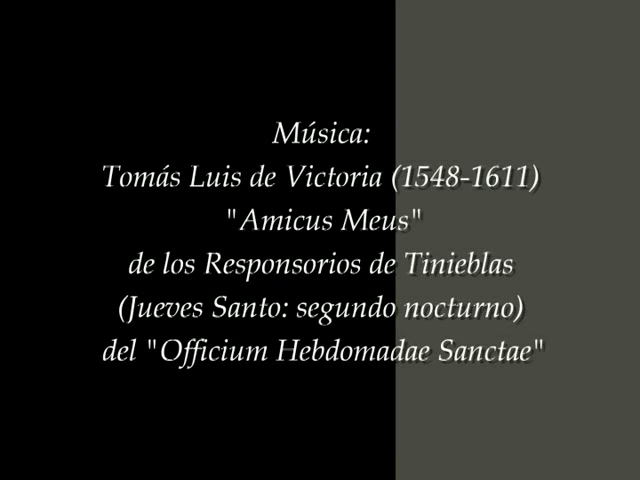 Música:
Tomás Luis de Victoria (1548-1611)
"Amicus Meus"
de los Responsorios de Tinieblas
(Jueves Santo: segundo nocturno)
del "Officium Hebdomadae Sanctae"